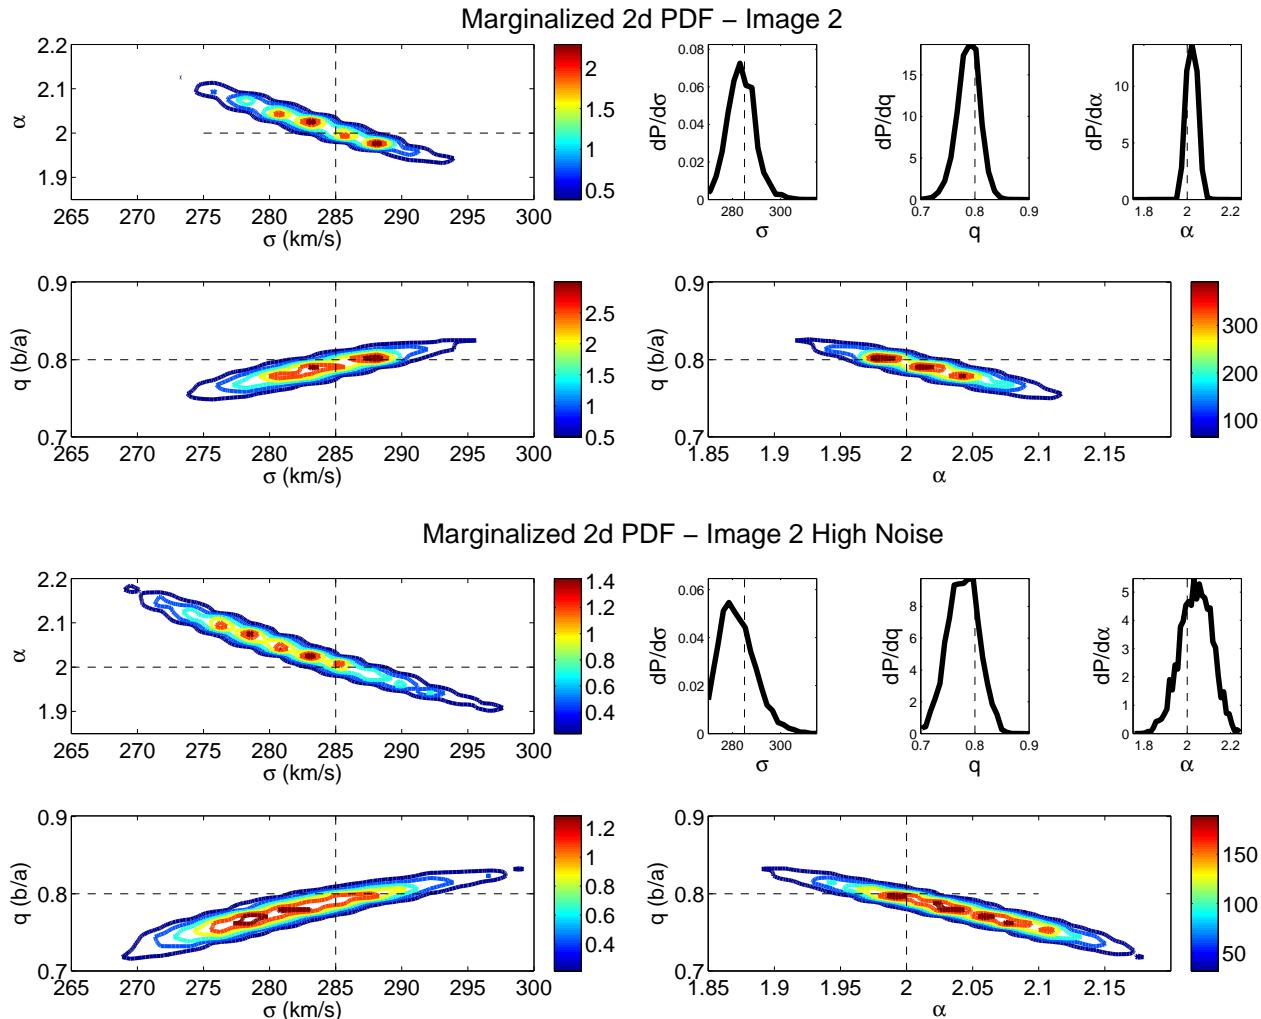 Marginalized 2d PDF − Image 2
2.2
2.1
2
1.9
α
265 270 275 280 285 290 295 300
σ (km/s)
2
1.5
1
0.5
0.08
0.06
0.04
0.02
0
dP/dσ
280 300
σ
15
10
5
0
dP/dq
0.7 0.8 0.9
q
10
5
0
dP/dα
1.8 2 2.2
α
0.9
0.8
0.7
q (b/a)
265 270 275 280 285 290 295 300
σ (km/s)
2.5
2
1.5
1
0.5
0.9
0.8
0.7
q (b/a)
1.85 1.9 1.95 2 2.05 2.1 2.15
α
300
200
100
Marginalized 2d PDF − Image 2 High Noise
2.2
2.1
2
1.9
α
265 270 275 280 285 290 295 300
σ (km/s)
1.4
1.2
1
0.8
0.6
0.4
0.06
0.04
0.02
0
dP/dσ
280 300
σ
8
6
4
2
0
dP/dq
0.7 0.8 0.9
q
5
4
3
2
1
0
dP/dα
1.8 2 2.2
α
0.9
0.8
0.7
q (b/a)
265 270 275 280 285 290 295 300
σ (km/s)
1.2
1
0.8
0.6
0.4
0.9
0.8
0.7
q (b/a)
1.85 1.9 1.95 2 2.05 2.1 2.15
α
150
100
50